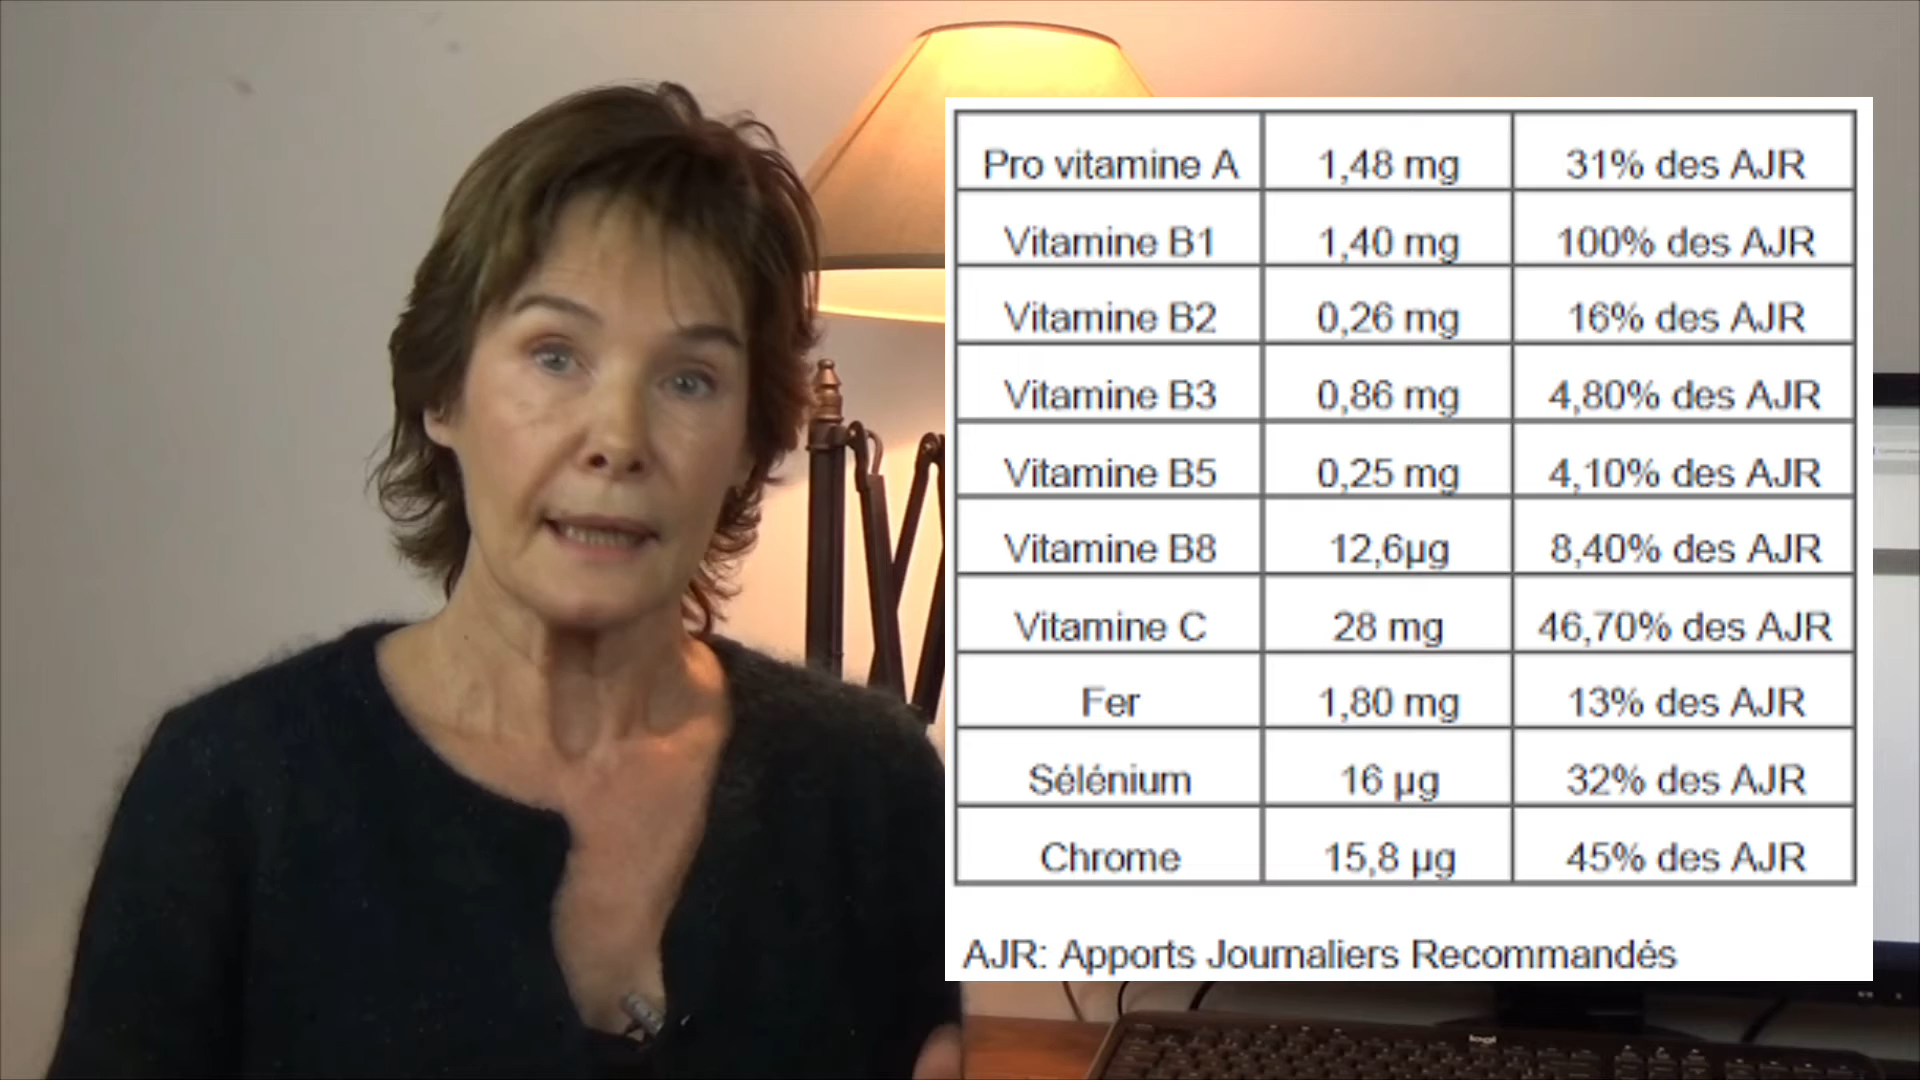 Pro vitamine A 1,48 mg 31% des AJR
Vitamine B1 1,40 mg 100% des AJR
Vitamine B2 0,26 mg 16% des AJR
Vitamine B3 0,86 mg 4,80% des AJR
Vitamine B5 0,25 mg 4,10% des AJR
Vitamine B8 12,6µg 8,40% des AJR
Vitamine C 28 mg 46,70% des AJR
Fer 1,80 mg 13% des AJR
Sélénium 16 µg 32% des AJR
Chrome 15,8 µg 45% des AJR
AJR: Apports Journaliers Recommandés
logi